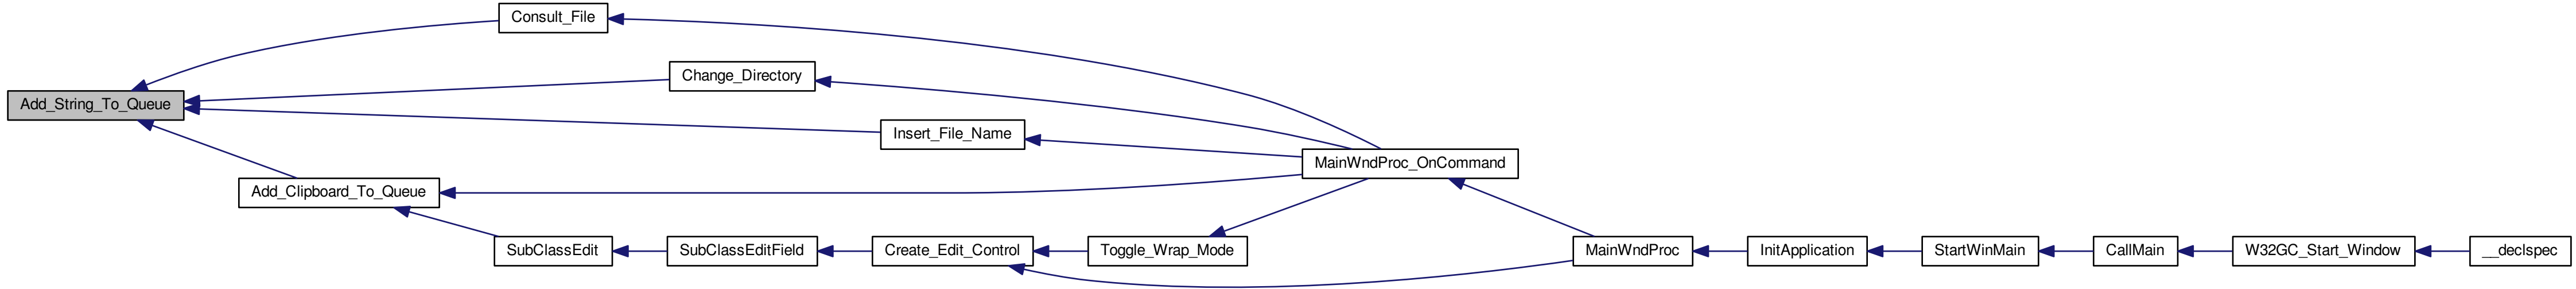 Consult_File
Change_Directory
Add_String_To_Queue
Insert_File_Name
MainWndProc_OnCommand
Add_Clipboard_To_Queue
SubClassEdit
SubClassEditField
Create_Edit_Control
Toggle_Wrap_Mode
MainWndProc
InitApplication
StartWinMain
CallMain
W32GC_Start_Window
__declspec